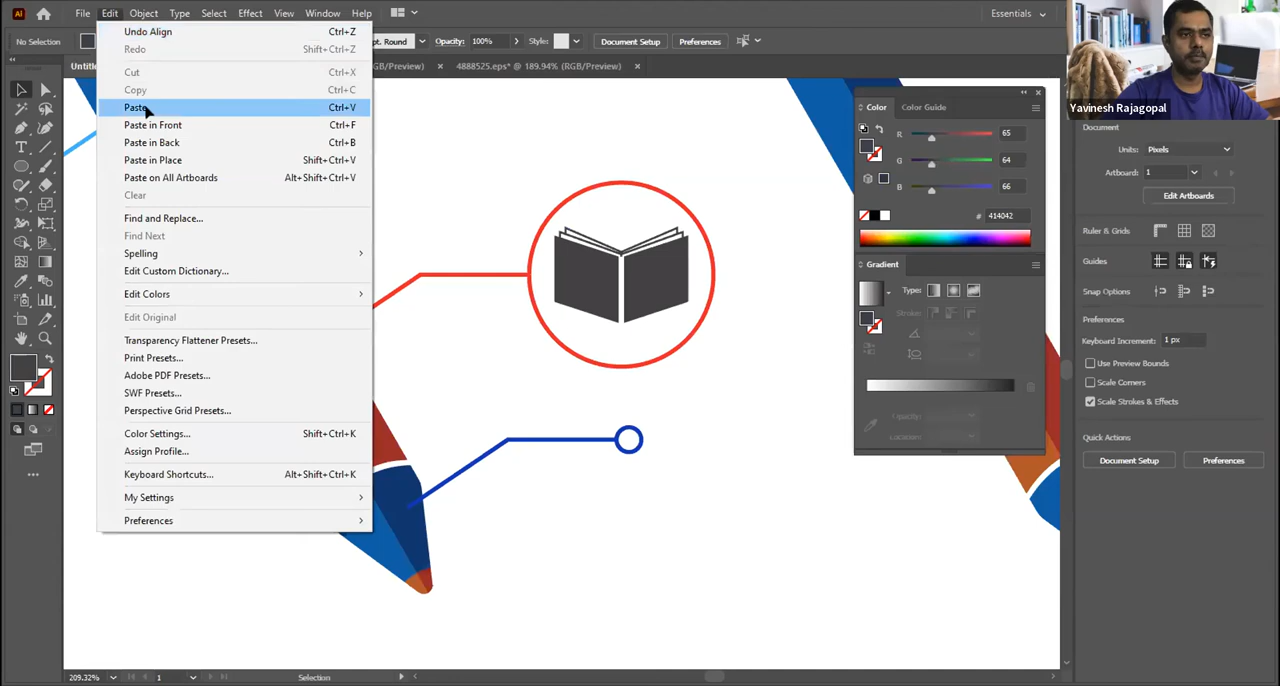 Ai File Edit Object Type Select Effect View Window Help Essentials
No Selection pt. Round Opacity: 100% Style: Document Setup Preferences
(RGB/Preview) × 4888525.eps* @ 189.94% (RGB/Preview) ×
Undo Align Ctrl+Z
Redo Shift+Ctrl+Z
Cut Ctrl+X
Copy Ctrl+C
Paste Ctrl+V
Paste in Front Ctrl+F
Paste in Back Ctrl+B
Paste in Place Shift+Ctrl+V
Paste on All Artboards Alt+Shift+Ctrl+V
Clear
Find and Replace...
Find Next
Spelling
Edit Custom Dictionary...
Edit Colors
Edit Original
Transparency Flattener Presets...
Print Presets...
Adobe PDF Presets...
SWF Presets...
Perspective Grid Presets...
Color Settings... Shift+Ctrl+K
Assign Profile...
Keyboard Shortcuts... Alt+Shift+Ctrl+K
My Settings
Preferences
Color Color Guide
R 65
G 64
B 66
# 414042
Gradient
Type:
Stroke:
Opacity:
Location:
Yavinesh Rajagopal
Document
Units: Pixels
Artboard: 1
Edit Artboards
Ruler & Grids
Guides
Snap Options
Preferences
Keyboard Increment: 1 px
Use Preview Bounds
Scale Corners
Scale Strokes & Effects
Quick Actions
Document Setup Preferences
209.32% 1 Selection